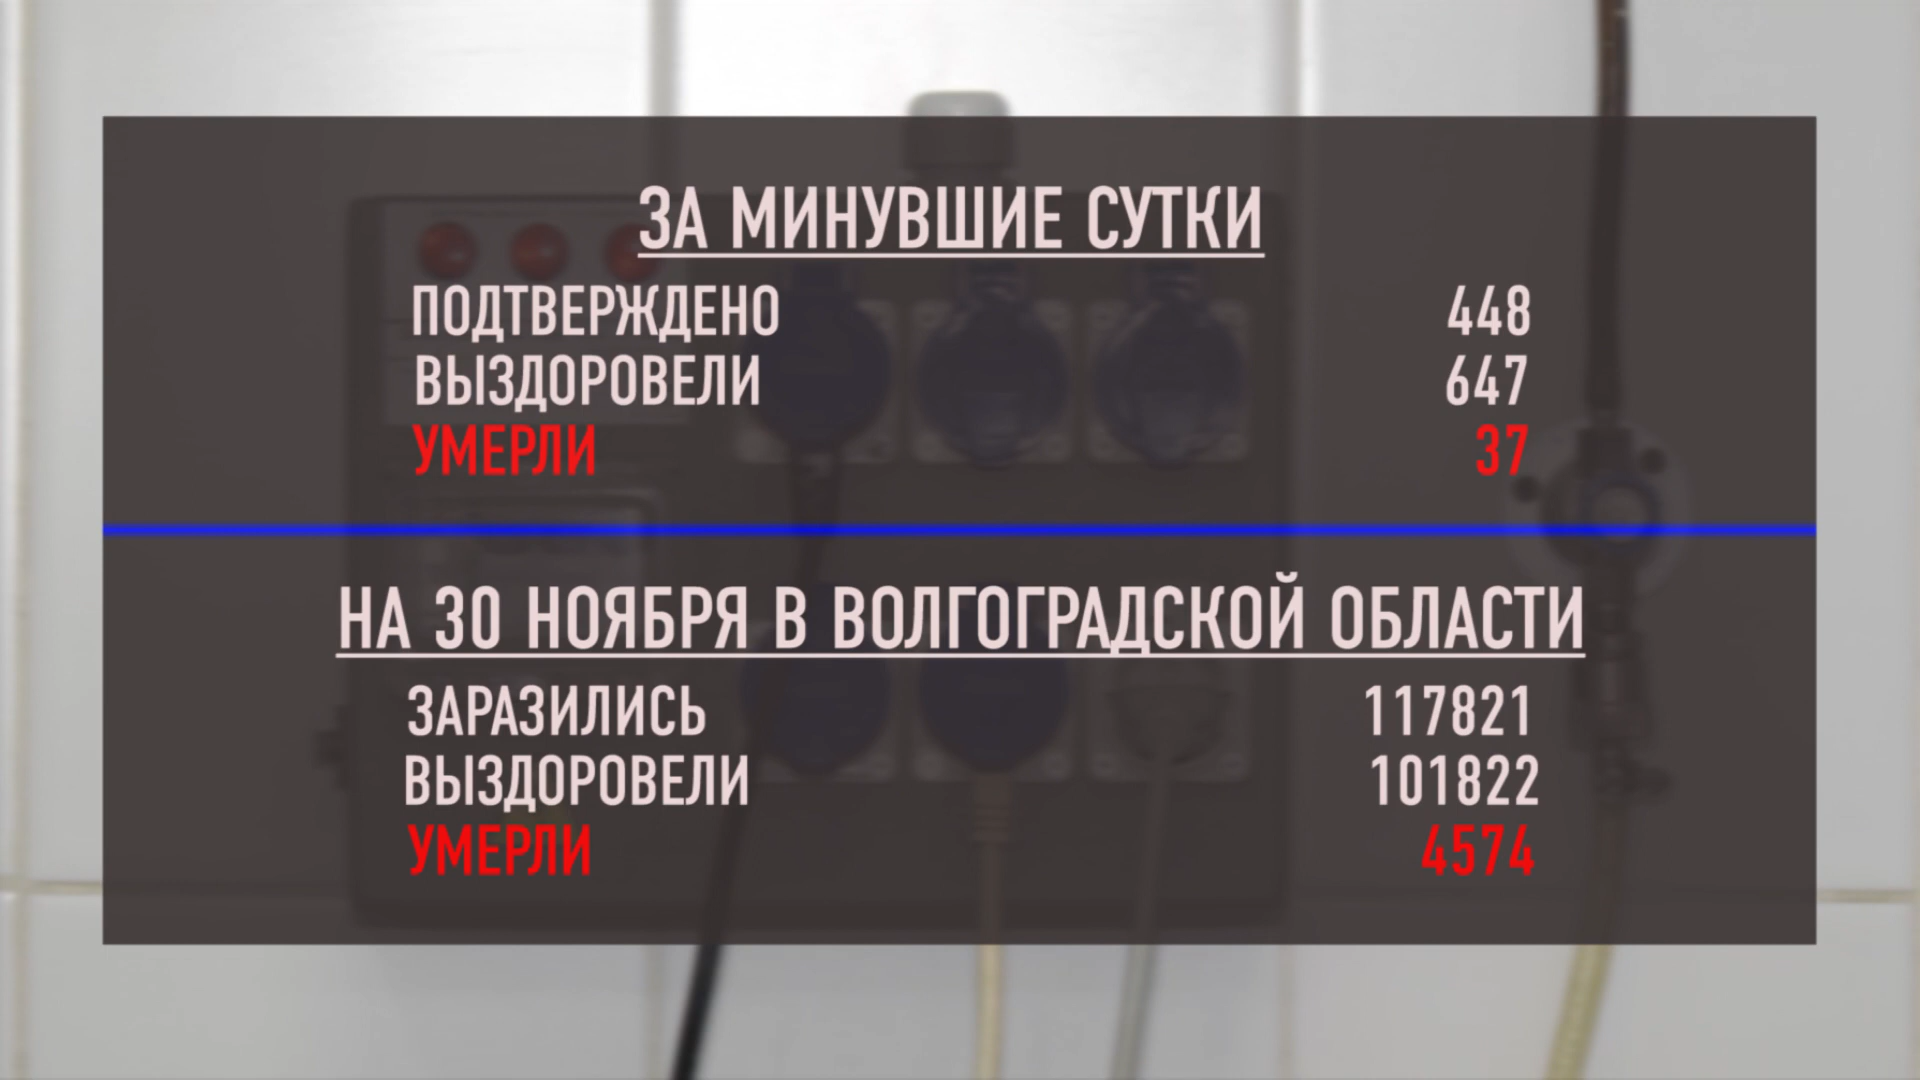 ЗА МИНУВШИЕ СУТКИ
ПОДТВЕРЖДЕНО 448
ВЫЗДОРОВЕЛИ 647
УМЕРЛИ 37
НА 30 НОЯБРЯ В ВОЛГОГРАДСКОЙ ОБЛАСТИ
ЗАРАЗИЛИСЬ 117821
ВЫЗДОРОВЕЛИ 101822
УМЕРЛИ 4574